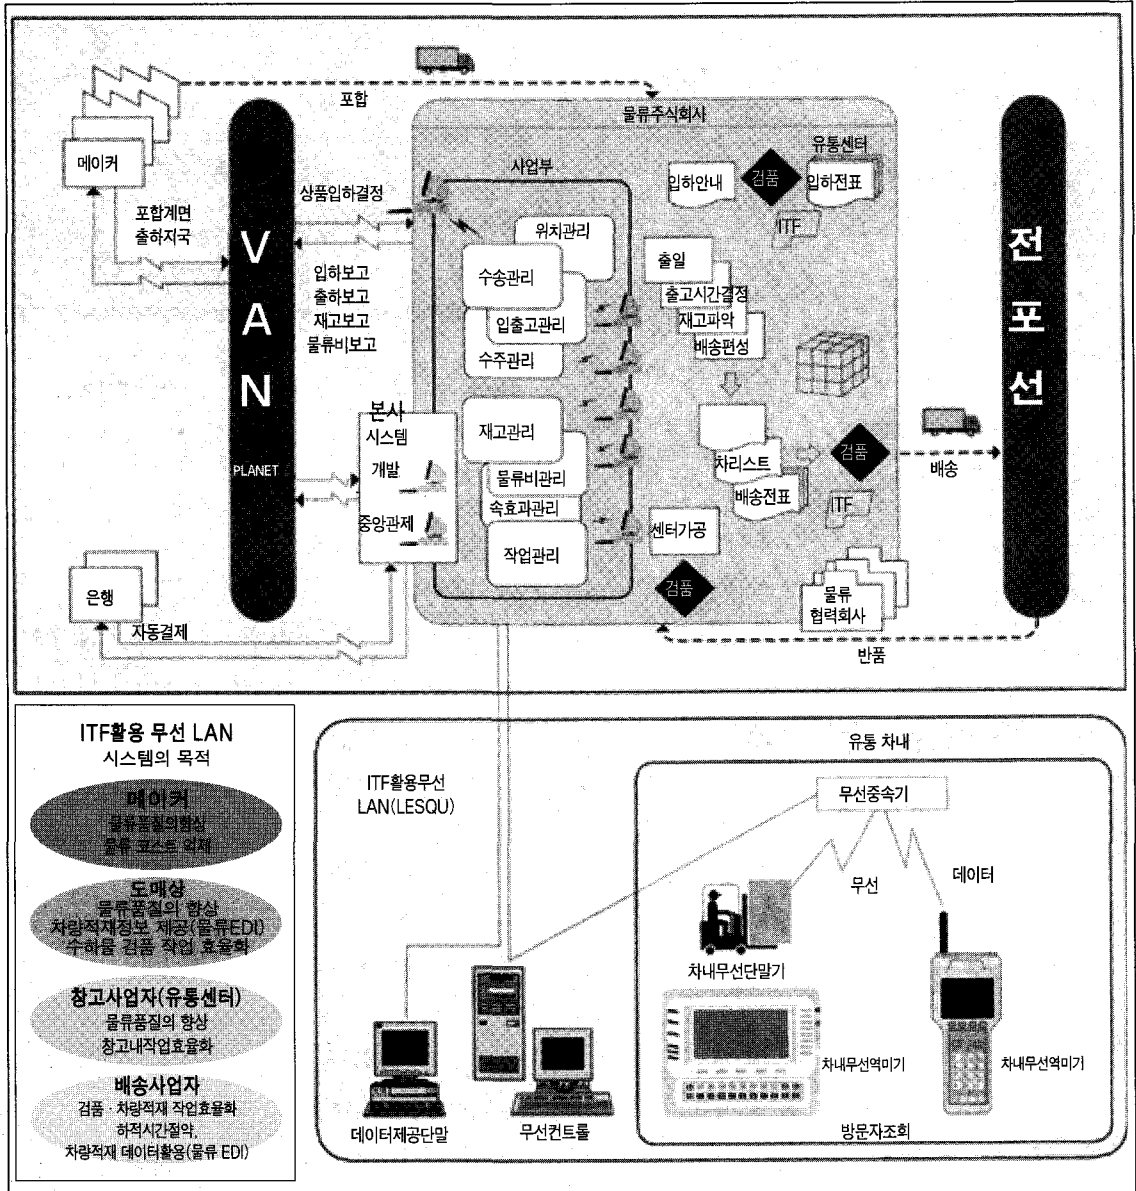 포합
메이커
포합계면
출하지국
VAN
PLANET
상품입하결정
입하보고
출하보고
재고보고
물류비보고
본사
시스템
개발
중앙관제
은행
자동결제
물류주식회사
사업부
위치관리
수송관리
입출고관리
수주관리
재고관리
물류비관리
속효과관리
작업관리
유통센터
입하안내
검품
입하전표
ITF
출일
출고시간결정
재고파악
배송편성
차리스트
배송전표
검품
ITF
센터가공
검품
물류
협력회사
배송
반품
전포선
ITF활용 무선 LAN
시스템의 목적
메이커
물류품질의향상
물류 코스트 억제
도매상
물류품질의 향상
차량적재정보 제공(물류EDI)
수하물 검품 작업 효율화
창고사업자(유통센터)
물류품질의 향상
창고내작업효율화
배송사업자
검품·차량적재 작업효율화
하적시간절약,
차량적재 데이터활용(물류 EDI)
ITF활용무선
LAN(LESQU)
유통 차내
무선중속기
무선
데이터
차내무선단말기
차내무선역미기
차내무선역미기
데이터제공단말
무선컨트롤
방문자조회